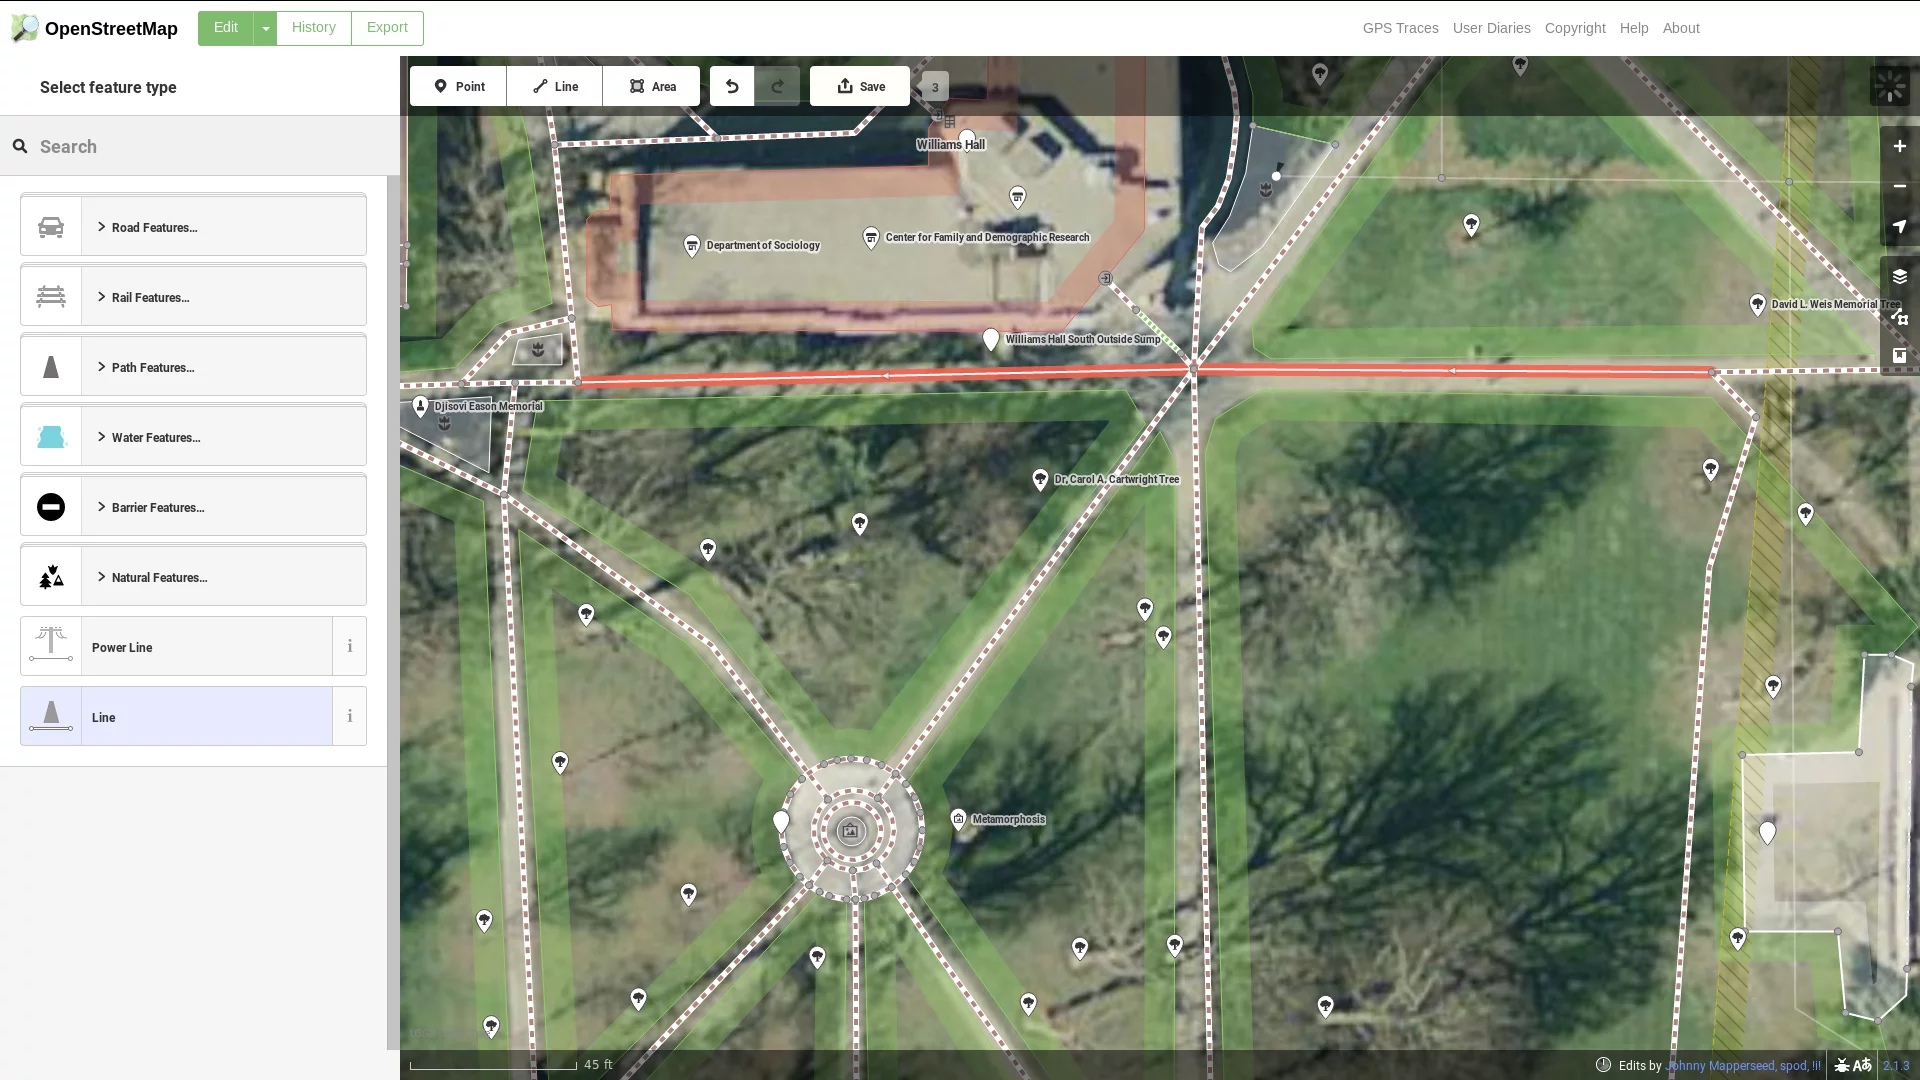 OpenStreetMap
Edit
History
Export
GPS Traces
User Diaries
Copyright
Help
About
Select feature type
Point
Line
Area
Save
3
Search
Road Features...
Rail Features...
Path Features...
Water Features...
Barrier Features...
Natural Features...
Power Line
Line
Williams Hall
Department of Sociology
Center for Family and Demographic Research
David L. Weis Memorial Tree
Williams Hall South Outside Sump
Djisovi Eason Memorial
Dr. Carol A. Cartwright Tree
Metamorphosis
45 ft
Edits by Johnny Mapperseed, spod, !i!
2.1.3